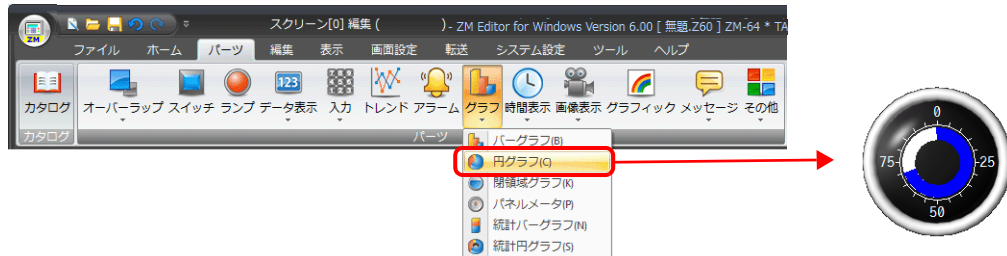 スクリーン[0] 編集 ( ) - ZM Editor for Windows Version 6.00 [ 無題.Z60 ] ZM-64 * TA
ZM
ファイル ホーム パーツ 編集 表示 画面設定 転送 システム設定 ツール ヘルプ
123
カタログ オーバーラップ スイッチ ランプ データ表示 入力 トレンド アラーム グラフ 時間表示 画像表示 グラフィック メッセージ その他
カタログ パーツ
バーグラフ(B)
円グラフ(C)
閉領域グラフ(K)
パネルメータ(P)
統計バーグラフ(N)
統計円グラフ(S)
0
75 25
50